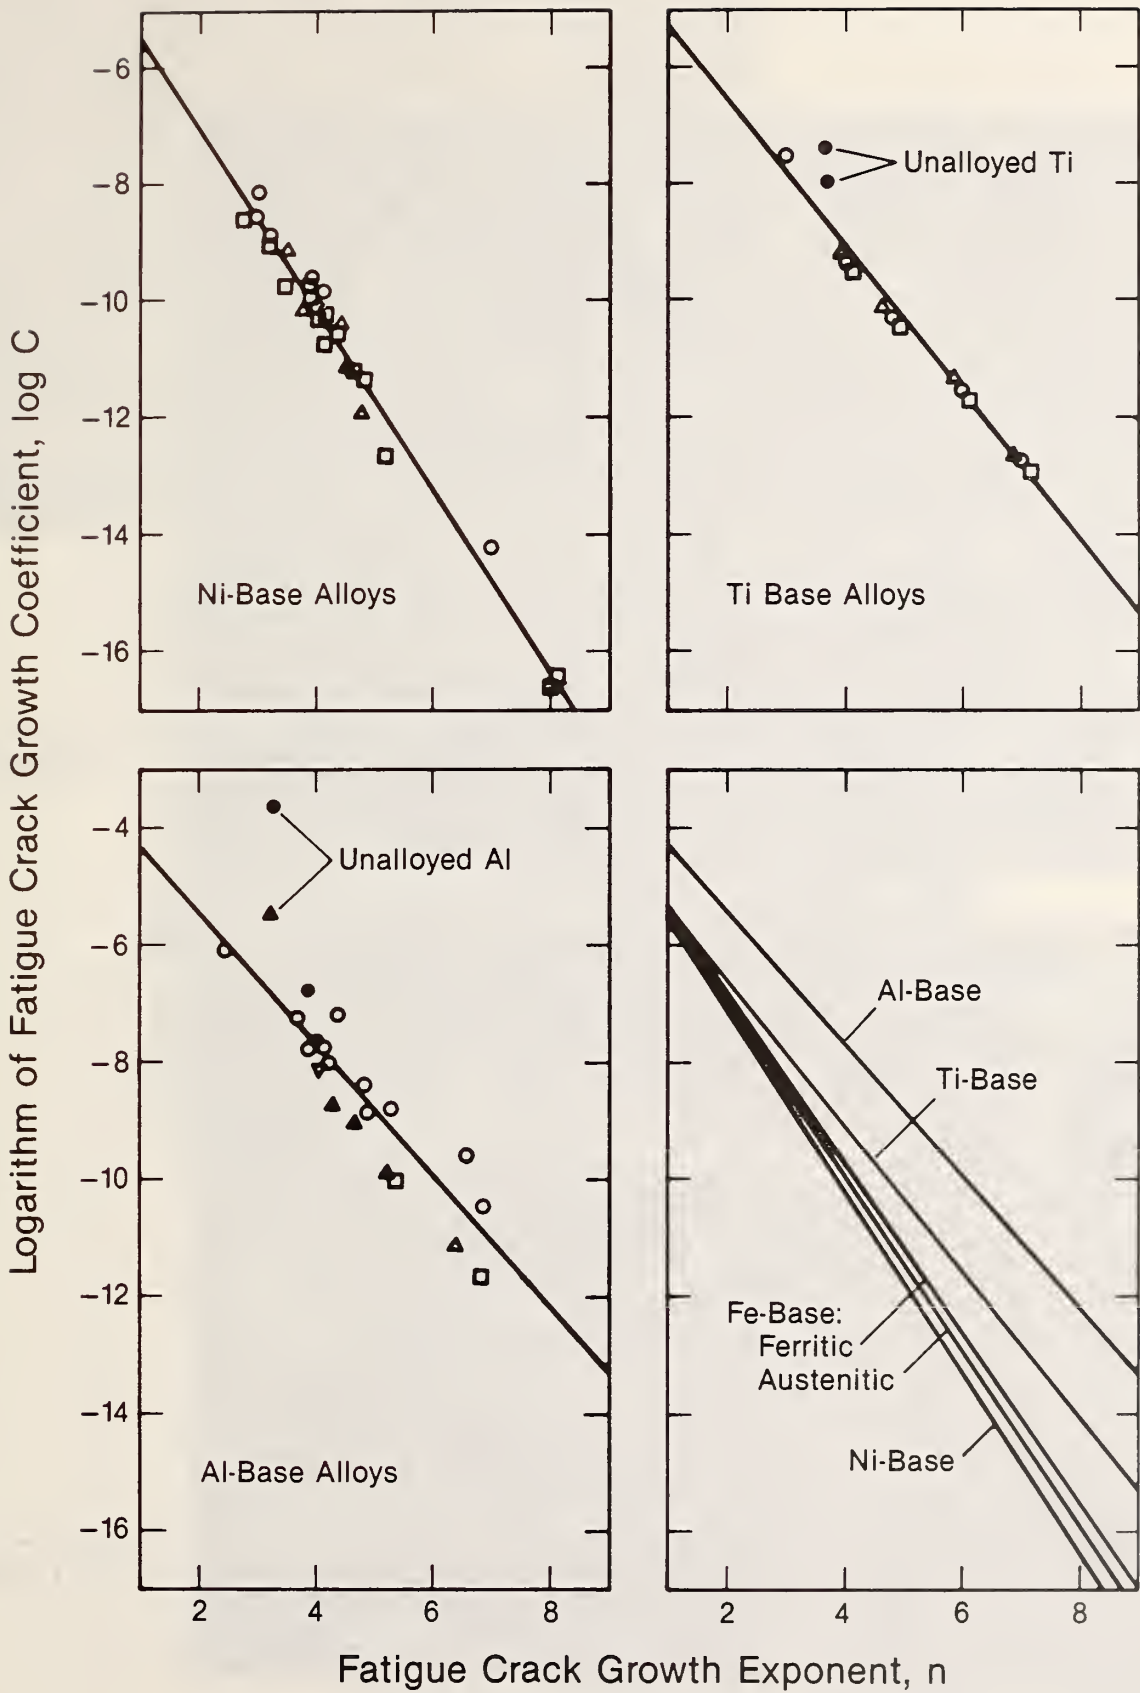 Logarithm of Fatigue Crack Growth Coefficient, log C
−6
−8
−10
−12
−14
−16
Ni-Base Alloys
Unalloyed Ti
Ti Base Alloys
−4
−6
−8
−10
−12
−14
−16
Unalloyed Al
Al-Base Alloys
2
4
6
8
Al-Base
Ti-Base
Fe-Base:
Ferritic
Austenitic
Ni-Base
2
4
6
8
Fatigue Crack Growth Exponent, n